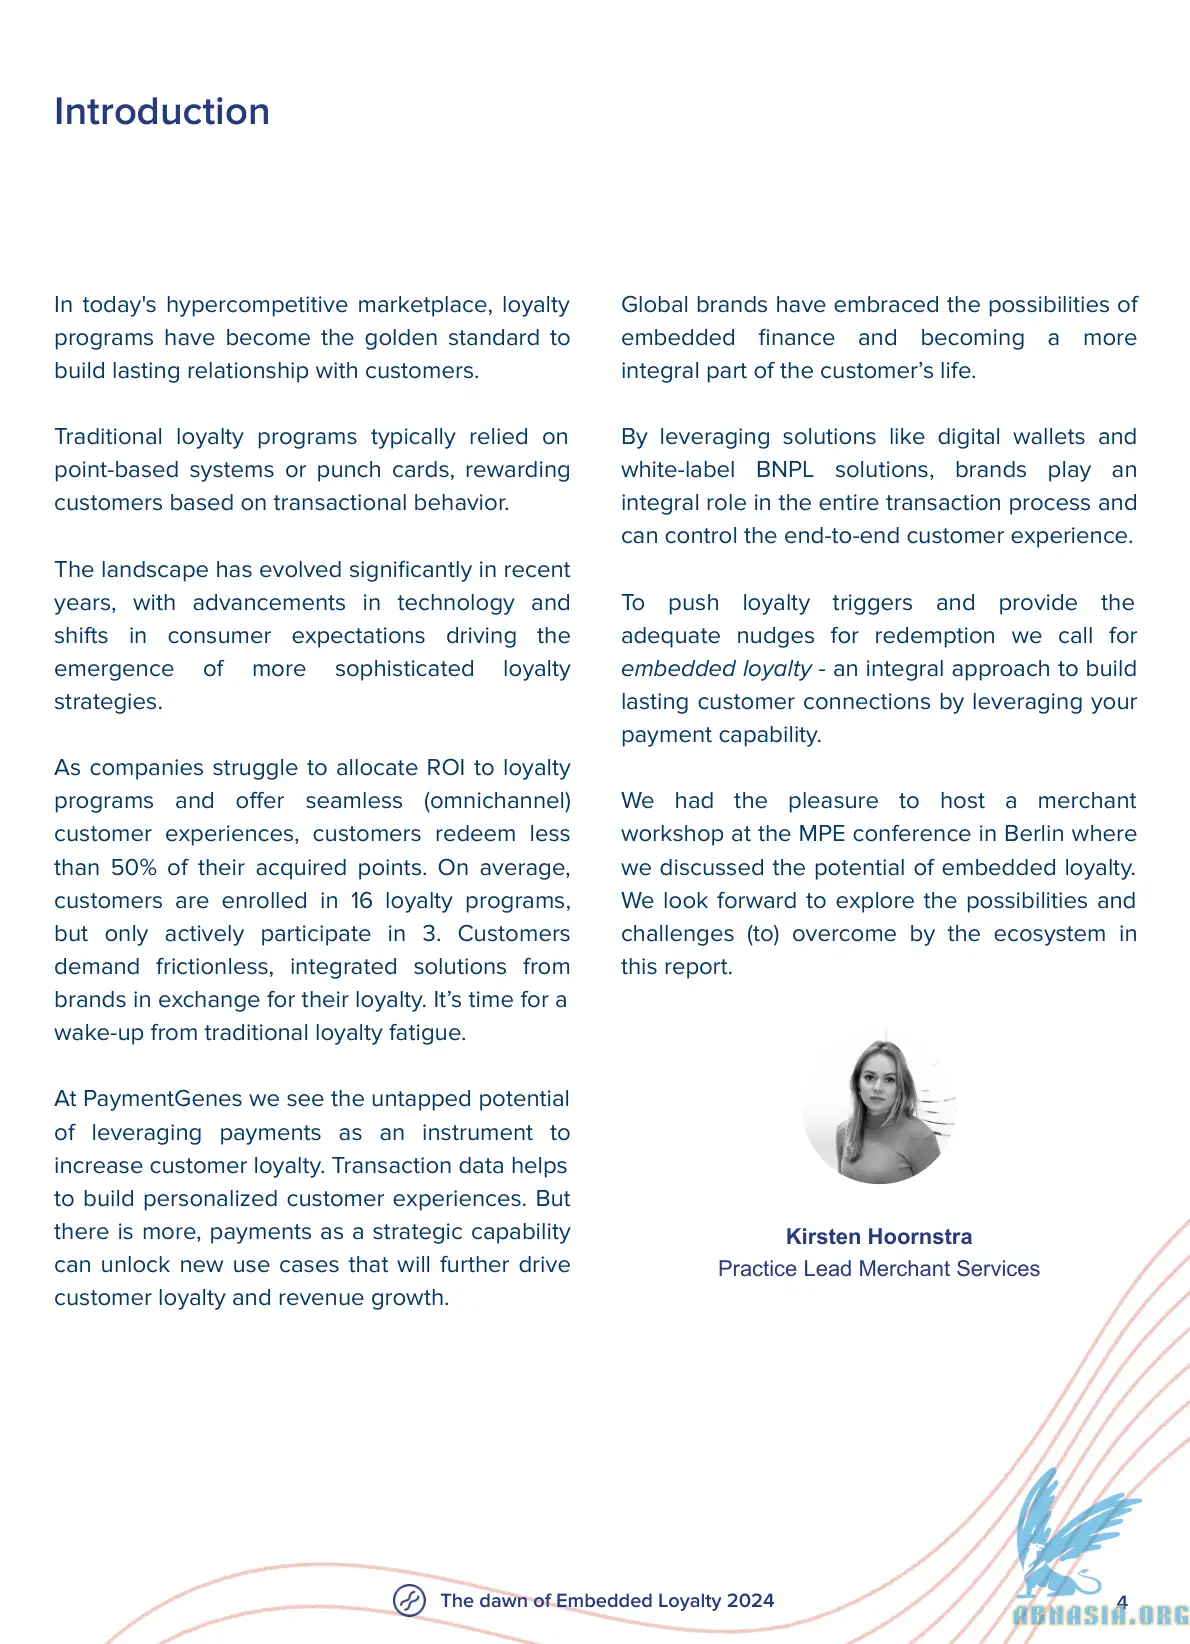 Introduction
In today's hypercompetitive marketplace, loyalty
programs have become the golden standard to
build lasting relationship with customers.
Traditional loyalty programs typically relied on
point-based systems or punch cards, rewarding
customers based on transactional behavior.
The landscape has evolved significantly in recent
years, with advancements in technology and
shifts in consumer expectations driving the
emergence of more sophisticated loyalty
strategies.
As companies struggle to allocate ROI to loyalty
programs and offer seamless (omnichannel)
customer experiences, customers redeem less
than 50% of their acquired points. On average,
customers are enrolled in 16 loyalty programs,
but only actively participate in 3. Customers
demand frictionless, integrated solutions from
brands in exchange for their loyalty. It’s time for a
wake-up from traditional loyalty fatigue.
At PaymentGenes we see the untapped potential
of leveraging payments as an instrument to
increase customer loyalty. Transaction data helps
to build personalized customer experiences. But
there is more, payments as a strategic capability
can unlock new use cases that will further drive
customer loyalty and revenue growth.
Global brands have embraced the possibilities of
embedded finance and becoming a more
integral part of the customer’s life.
By leveraging solutions like digital wallets and
white-label BNPL solutions, brands play an
integral role in the entire transaction process and
can control the end-to-end customer experience.
To push loyalty triggers and provide the
adequate nudges for redemption we call for
embedded loyalty - an integral approach to build
lasting customer connections by leveraging your
payment capability.
We had the pleasure to host a merchant
workshop at the MPE conference in Berlin where
we discussed the potential of embedded loyalty.
We look forward to explore the possibilities and
challenges (to) overcome by the ecosystem in
this report.
Kirsten Hoornstra
Practice Lead Merchant Services
The dawn of Embedded Loyalty 2024
4
ABNASIA.ORG